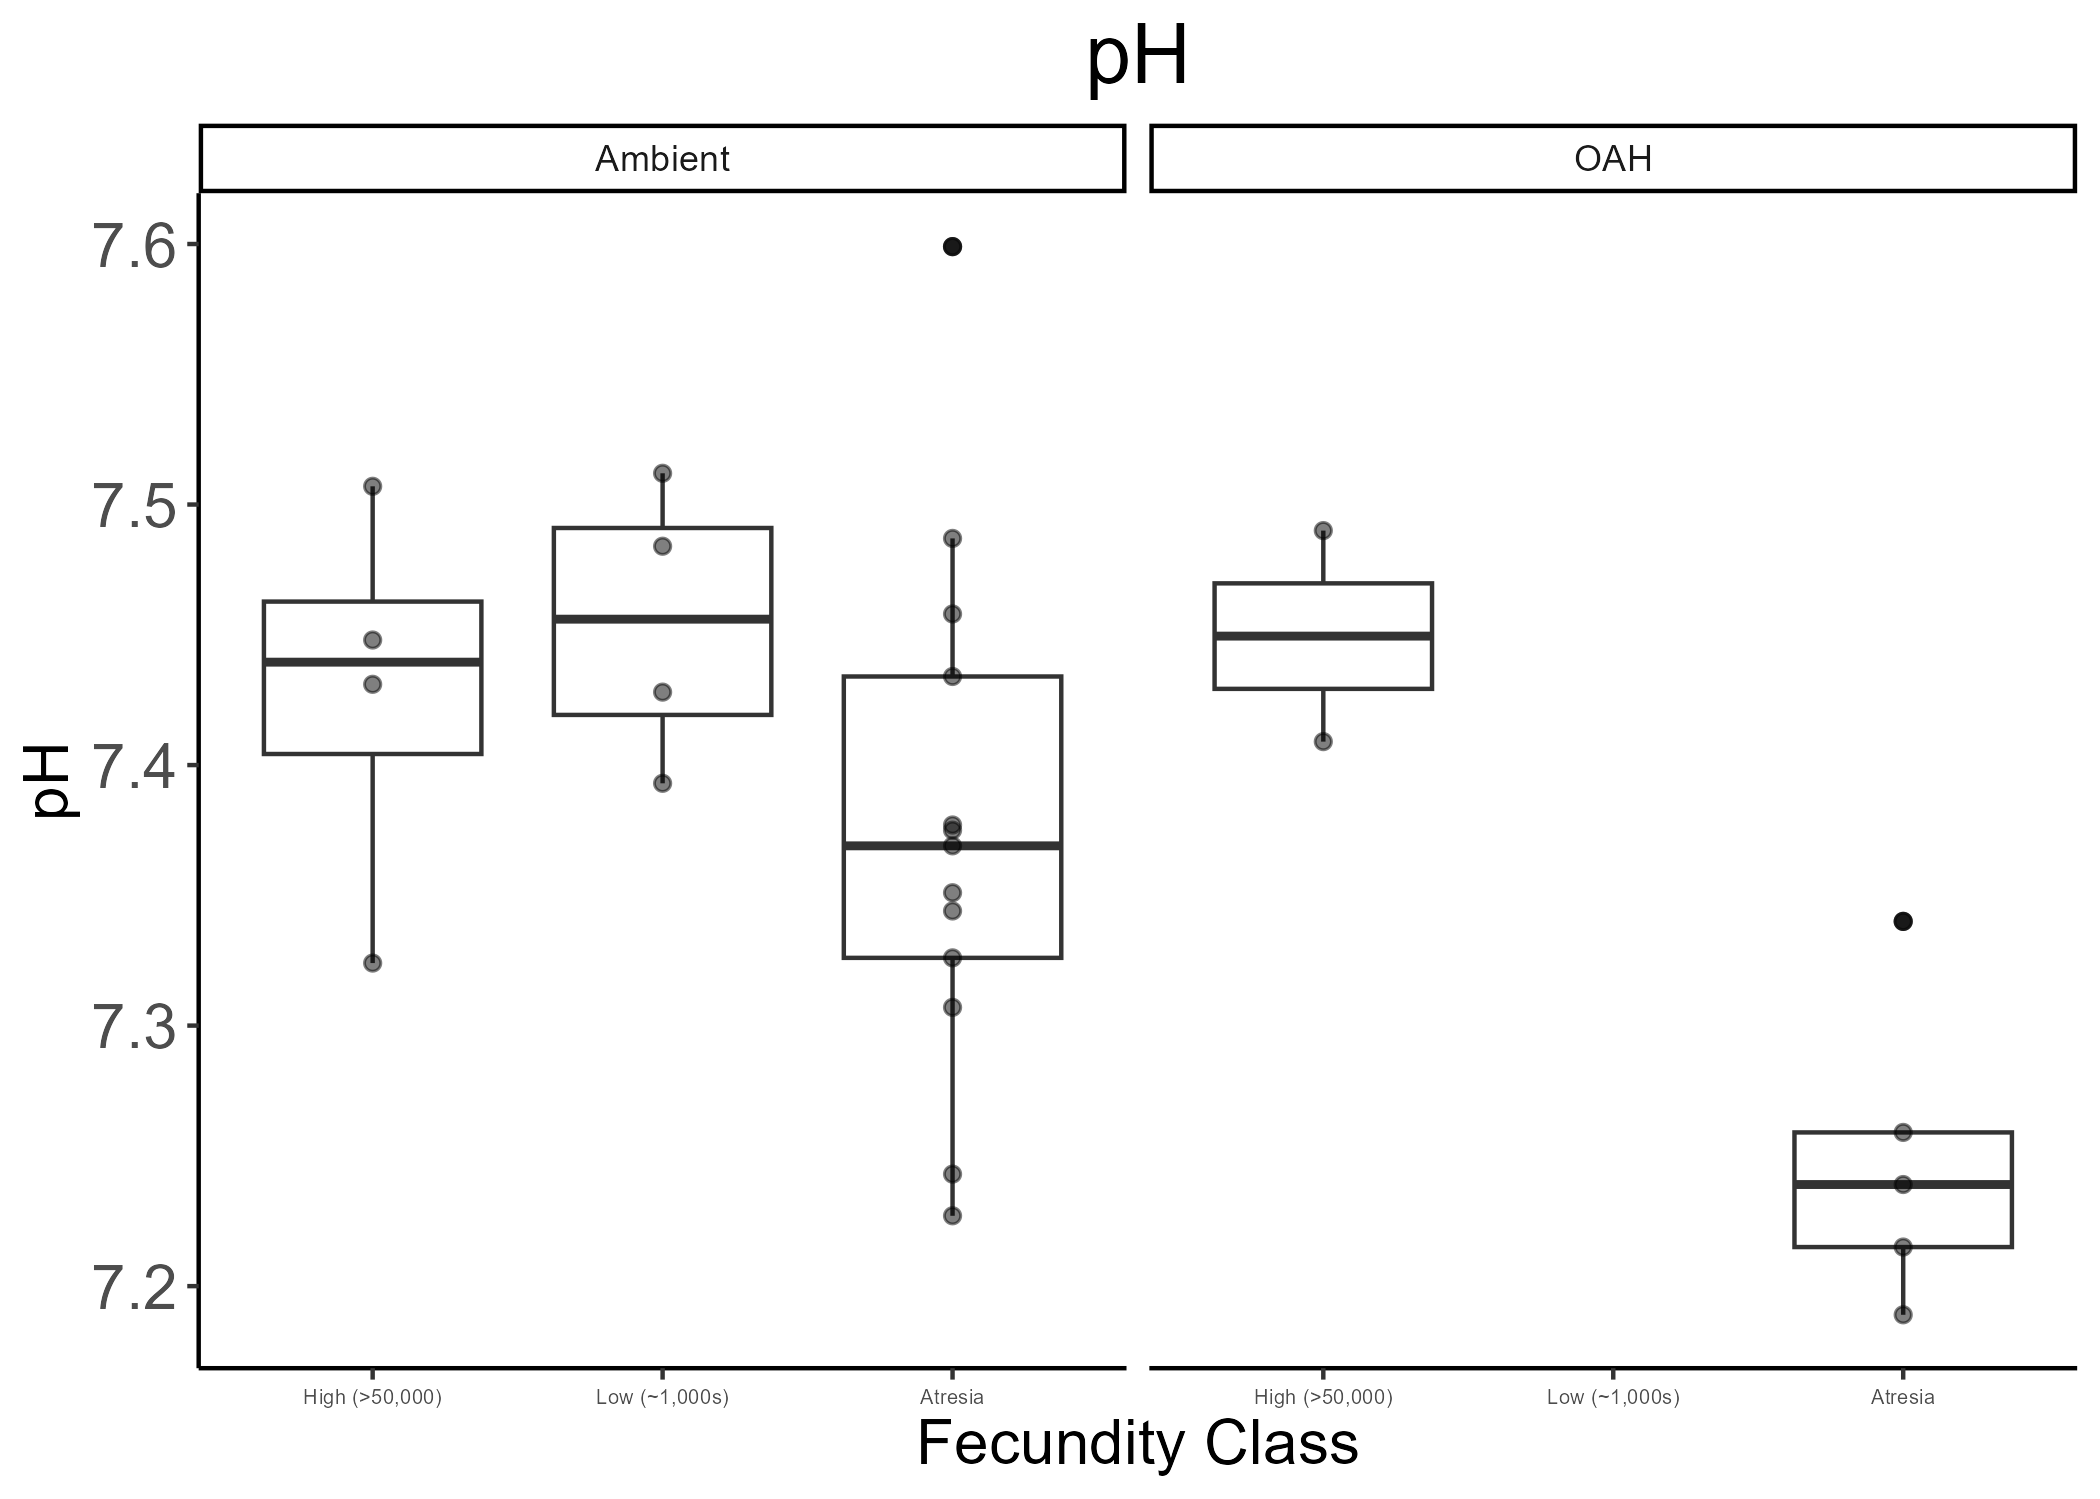 pH
Ambient
OAH
7.6
7.5
7.4
7.3
7.2
pH
High (>50,000)
Low (~1,000s)
Atresia
High (>50,000)
Low (~1,000s)
Atresia
Fecundity Class